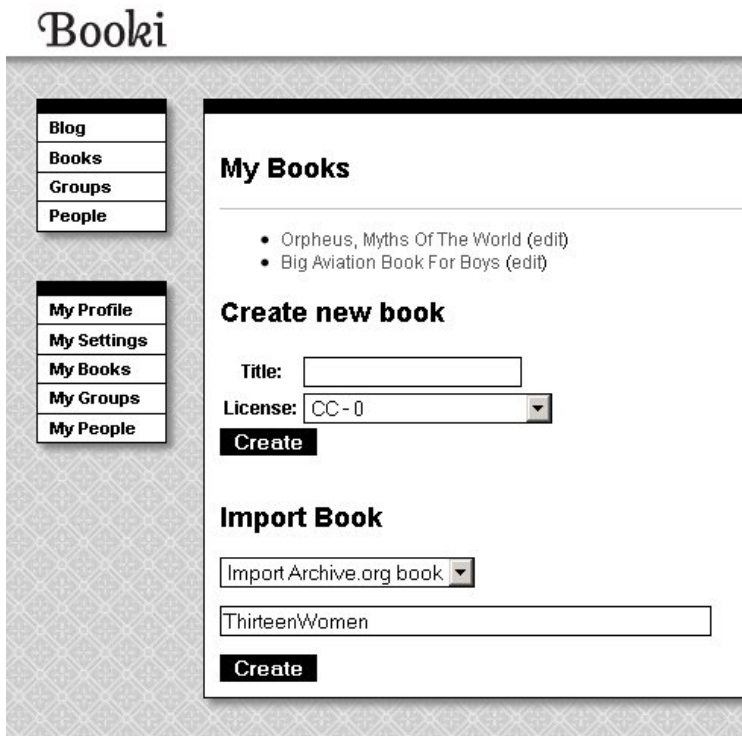 Booki
Blog
Books
Groups
People
My Profile
My Settings
My Books
My Groups
My People
My Books
• Orpheus, Myths Of The World (edit)
• Big Aviation Book For Boys (edit)
Create new book
Title:
License: CC - 0
Create
Import Book
Import Archive.org book
ThirteenWomen
Create